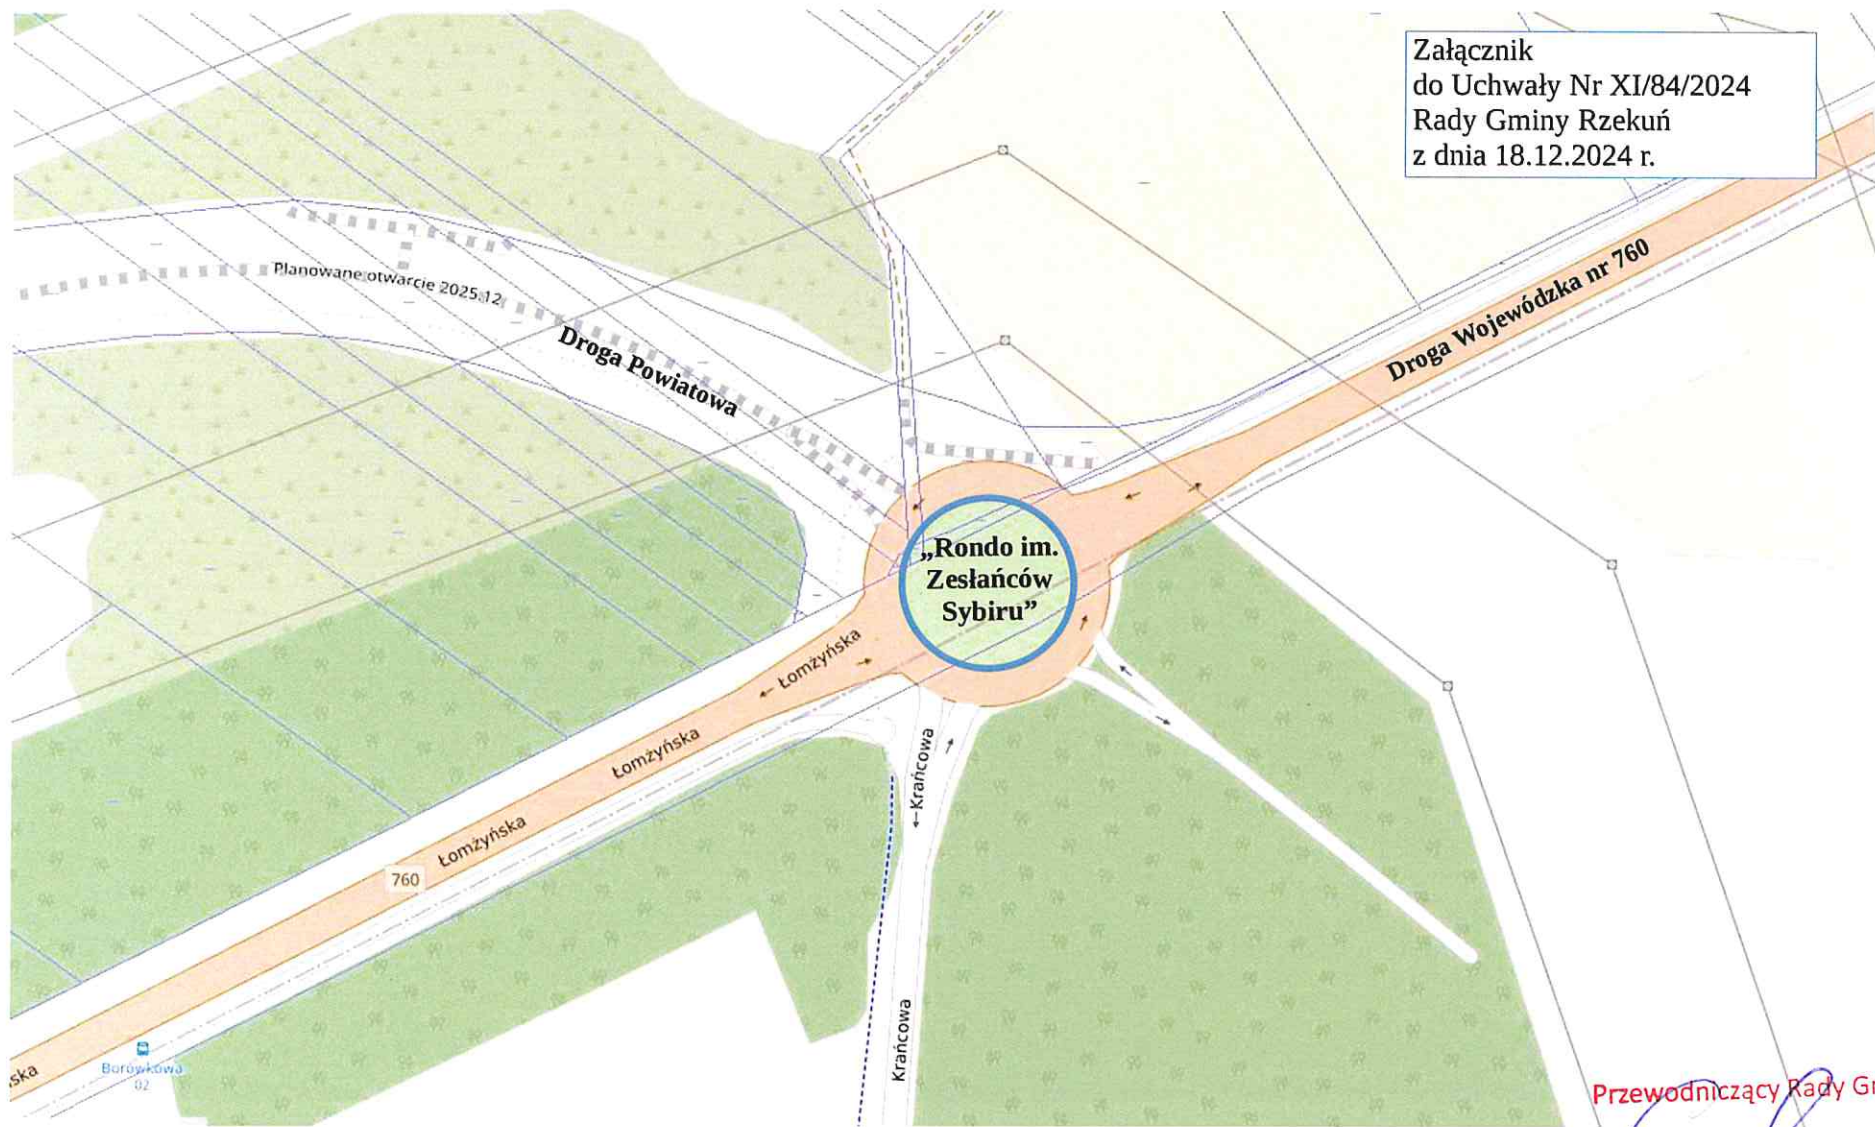 Załącznik
do Uchwały Nr XI/84/2024
Rady Gminy Rzekuń
z dnia 18.12.2024 r.
Droga Wojewódzka nr 760
Planowane otwarcie 2025.12
Droga Powiatowa
„Rondo im.
Zesłańców
Sybiru”
Łomżyńska
Łomżyńska
Łomżyńska
Krańcowa
760
Krańcowa
Borówkowa
02
ska
Przewodniczący Rady G